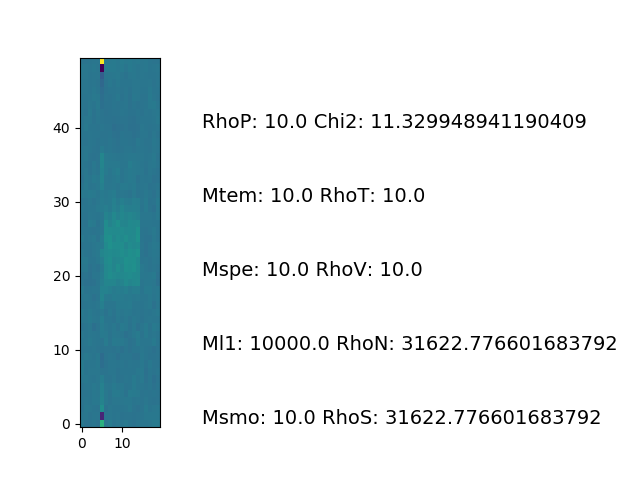 RhoP: 10.0 Chi2: 11.329948941190409
40
Mtem: 10.0 RhoT: 10.0
30
Mspe: 10.0 RhoV: 10.0
20
Ml1: 10000.0 RhoN: 31622.776601683792
10
Msmo: 10.0 RhoS: 31622.776601683792
0
0 10